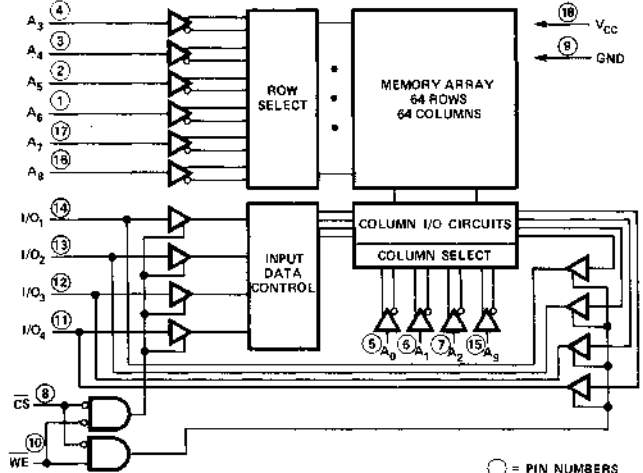 A3 4
A4 3
A5 2
A6 1
A7 17
A8 16
ROW
SELECT
MEMORY ARRAY
64 ROWS
64 COLUMNS
18 VCC
9 GND
I/O1 14
I/O2 13
I/O3 12
I/O4 11
INPUT
DATA
CONTROL
COLUMN I/O CIRCUITS
COLUMN SELECT
5 A0 6 A1 7 A2 15 A9
CS 8
WE 10
= PIN NUMBERS